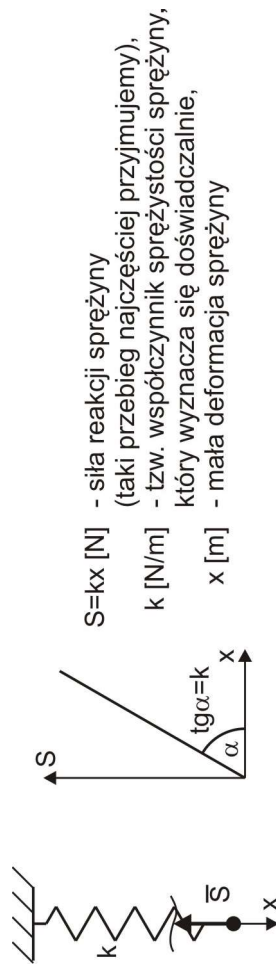 k
S̅
x
S
tgα=k
α
x
S=kx [N] - siła reakcji sprężyny
(taki przebieg najczęściej przyjmujemy),
k [N/m] - tzw. współczynnik sprężystości sprężyny,
który wyznacza się doświadczalnie,
x [m] - mała deformacja sprężyny